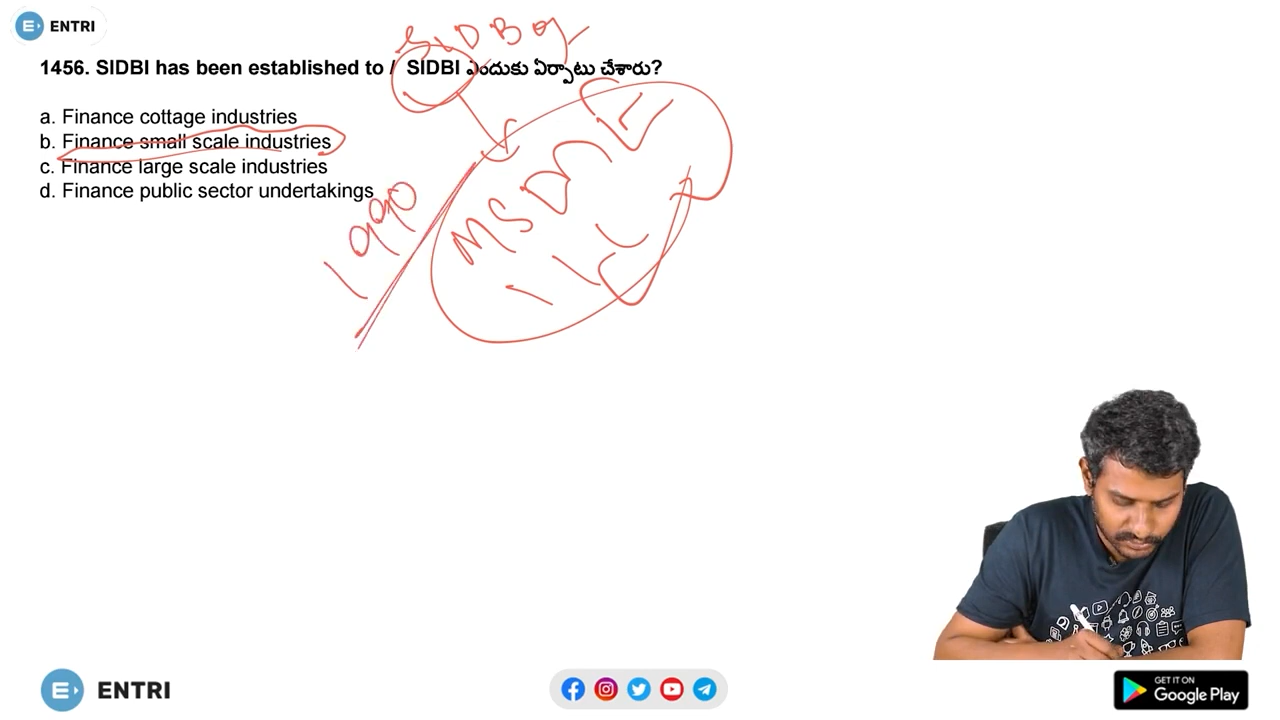 ENTRI
SIDBI
1456. SIDBI has been established to / SIDBI ఎందుకు ఏర్పాటు చేశారు?
a. Finance cottage industries
b. Finance small scale industries
c. Finance large scale industries
d. Finance public sector undertakings
1990
ENTRI
GET IT ON
Google Play